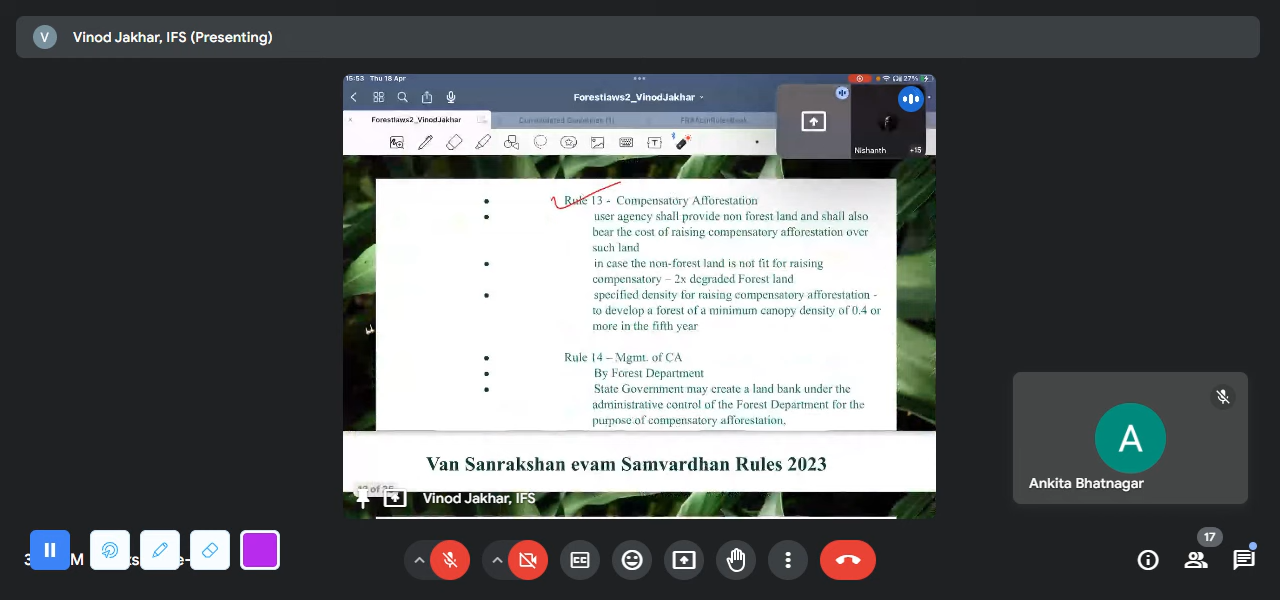 V
Vinod Jakhar, IFS (Presenting)
15:53 Thu 18 Apr
27%
Forestlaws2_VinodJakhar
Forestlaws2_VinodJakhar
Nishanth
+15
• Rule 13 - Compensatory Afforestation
• user agency shall provide non forest land and shall also
bear the cost of raising compensatory afforestation over
such land
• in case the non-forest land is not fit for raising
compensatory – 2x degraded Forest land
• specified density for raising compensatory afforestation -
to develop a forest of a minimum canopy density of 0.4 or
more in the fifth year
• Rule 14 – Mgmt. of CA
• By Forest Department
• State Government may create a land bank under the
administrative control of the Forest Department for the
purpose of compensatory afforestation,
Van Sanrakshan evam Samvardhan Rules 2023
Vinod Jakhar, IFS
A
Ankita Bhatnagar
17